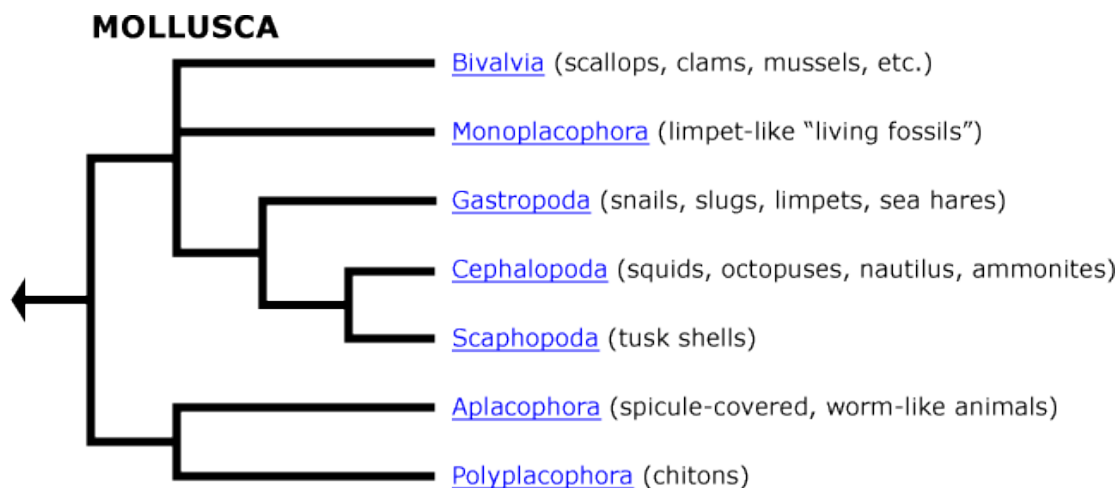 MOLLUSCA
Bivalvia (scallops, clams, mussels, etc.)
Monoplacophora (limpet-like “living fossils”)
Gastropoda (snails, slugs, limpets, sea hares)
Cephalopoda (squids, octopuses, nautilus, ammonites)
Scaphopoda (tusk shells)
Aplacophora (spicule-covered, worm-like animals)
Polyplacophora (chitons)